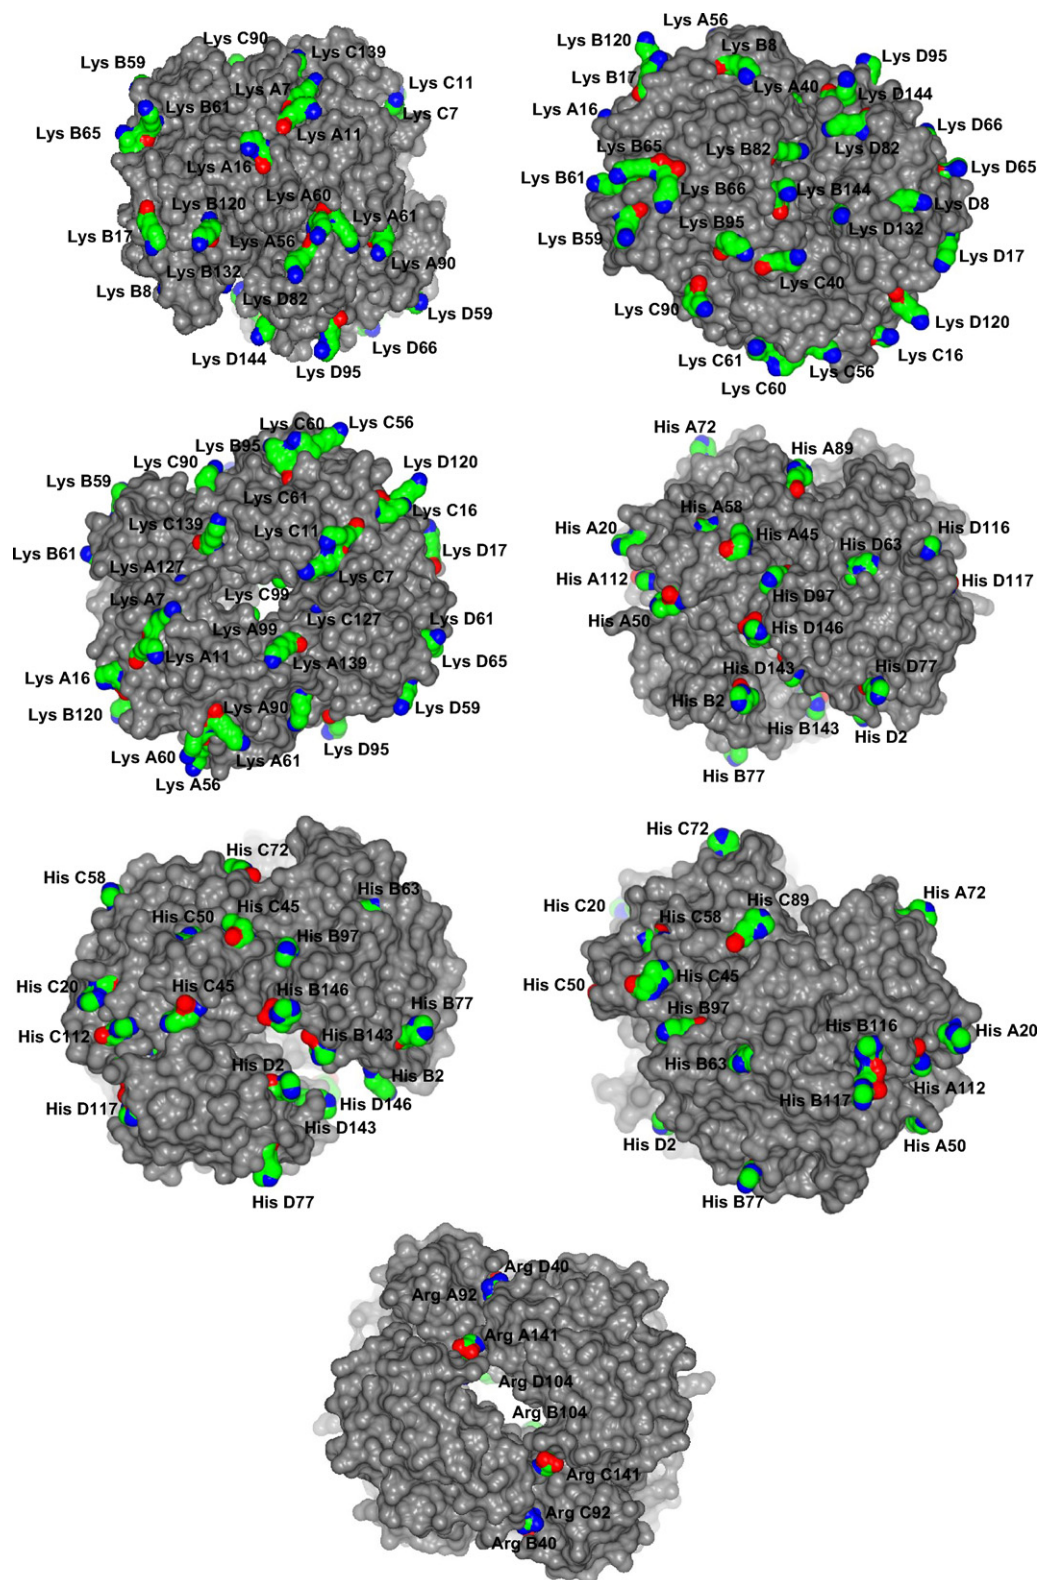 Lys C90
Lys C139
Lys B59
Lys A7
Lys C11
Lys B61
Lys C7
Lys B65
Lys A11
Lys A16
Lys A60
Lys B120
Lys A61
Lys B17
Lys A56
Lys A90
Lys B132
Lys B8
Lys D82
Lys D59
Lys D144
Lys D66
Lys D95
Lys A56
Lys B120
Lys B8
Lys D95
Lys B17
Lys A40
Lys D144
Lys A16
Lys D66
Lys B65
Lys B82
Lys D82
Lys D65
Lys B61
Lys B66
Lys B144
Lys D8
Lys B95
Lys D132
Lys B59
Lys D17
Lys C40
Lys C90
Lys D120
Lys C61
Lys C56
Lys C16
Lys C60
Lys C60
Lys C56
Lys B95
Lys C90
Lys D120
Lys B59
Lys C61
Lys C16
Lys C139
Lys C11
Lys D17
Lys B61
Lys A127
Lys C7
Lys C99
Lys A7
Lys C127
Lys D61
Lys A99
Lys A11
Lys A139
Lys D65
Lys A16
Lys A90
Lys D59
Lys B120
Lys D95
Lys A60
Lys A61
Lys A56
His A72
His A89
His A58
His A20
His A45
His D116
His D63
His A112
His D97
His D117
His A50
His D146
His D143
His D77
His B2
His B143
His D2
His B77
His C72
His C58
His B63
His C45
His C50
His B97
His C45
His C20
His B146
His B77
His C112
His B143
His D2
His B2
His D146
His D117
His D143
His D77
His C72
His A72
His C20
His C89
His C58
His C50
His C45
His B97
His B116
His A20
His B63
His A112
His B117
His D2
His A50
His B77
Arg D40
Arg A92
Arg A141
Arg D104
Arg B104
Arg C141
Arg C92
Arg B40